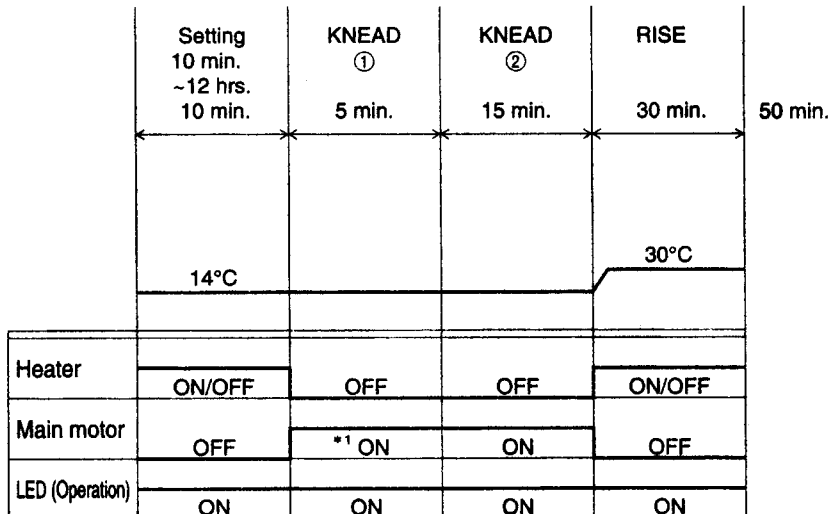 Setting
10 min.
~12 hrs.
10 min.
KNEAD
①
5 min.
KNEAD
②
15 min.
RISE
30 min.
50 min.
14°C
30°C
Heater
ON/OFF OFF OFF ON/OFF
Main motor
OFF *1 ON ON OFF
LED (Operation)
ON ON ON ON